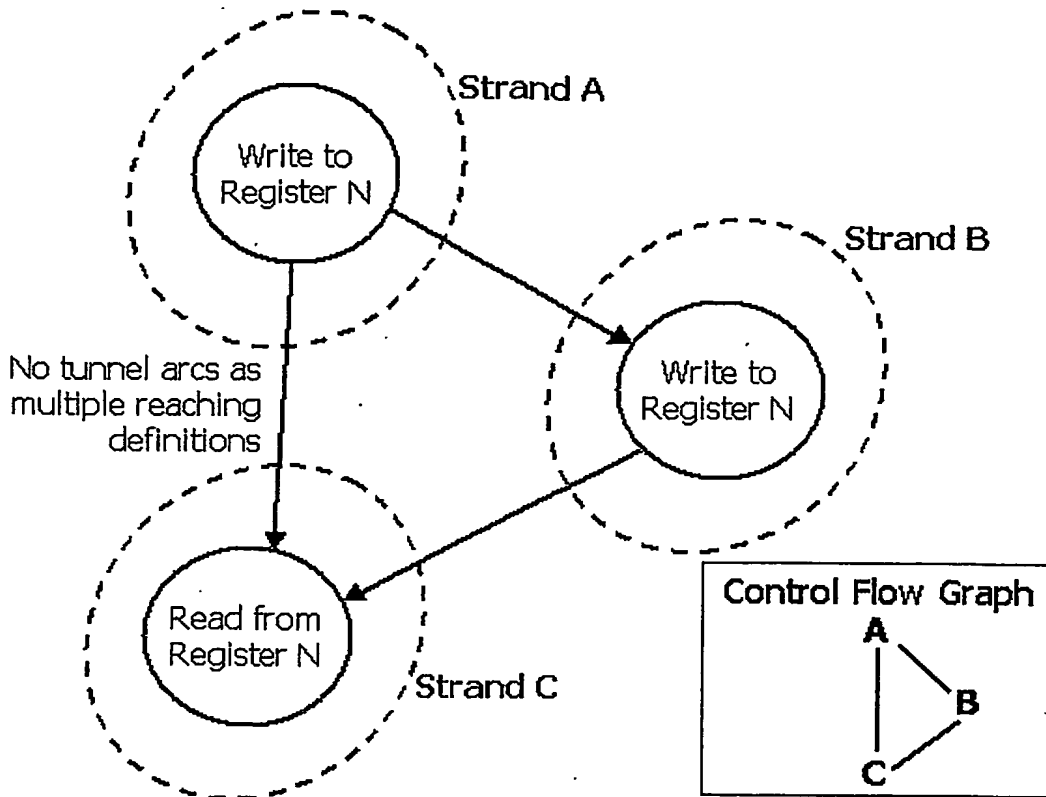 Strand A
Write to
Register N
Strand B
No tunnel arcs as
multiple reaching
definitions
Write to
Register N
Read from
Register N
Strand C
Control Flow Graph
A
B
C